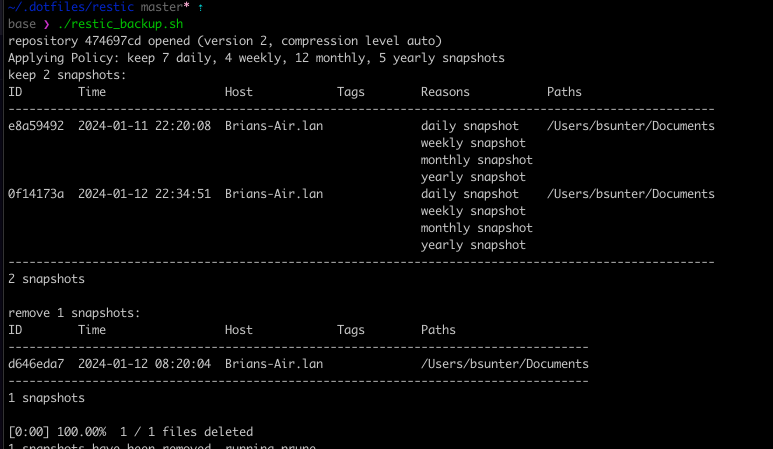 ~/.dotfiles/restic master* ↑
base ❯ ./restic_backup.sh
repository 474697cd opened (version 2, compression level auto)
Applying Policy: keep 7 daily, 4 weekly, 12 monthly, 5 yearly snapshots
keep 2 snapshots:
ID        Time                 Host            Tags        Reasons           Paths
-----------------------------------------------------------------------------------------------------
e8a59492  2024-01-11 22:20:08  Brians-Air.lan              daily snapshot    /Users/bsunter/Documents
                                                           weekly snapshot
                                                           monthly snapshot
                                                           yearly snapshot
0f14173a  2024-01-12 22:34:51  Brians-Air.lan              daily snapshot    /Users/bsunter/Documents
                                                           weekly snapshot
                                                           monthly snapshot
                                                           yearly snapshot
-----------------------------------------------------------------------------------------------------
2 snapshots

remove 1 snapshots:
ID        Time                 Host            Tags        Paths
-----------------------------------------------------------------------------------
d646eda7  2024-01-12 08:20:04  Brians-Air.lan              /Users/bsunter/Documents
-----------------------------------------------------------------------------------
1 snapshots

[0:00] 100.00%  1 / 1 files deleted
1 snapshots have been removed, running prune